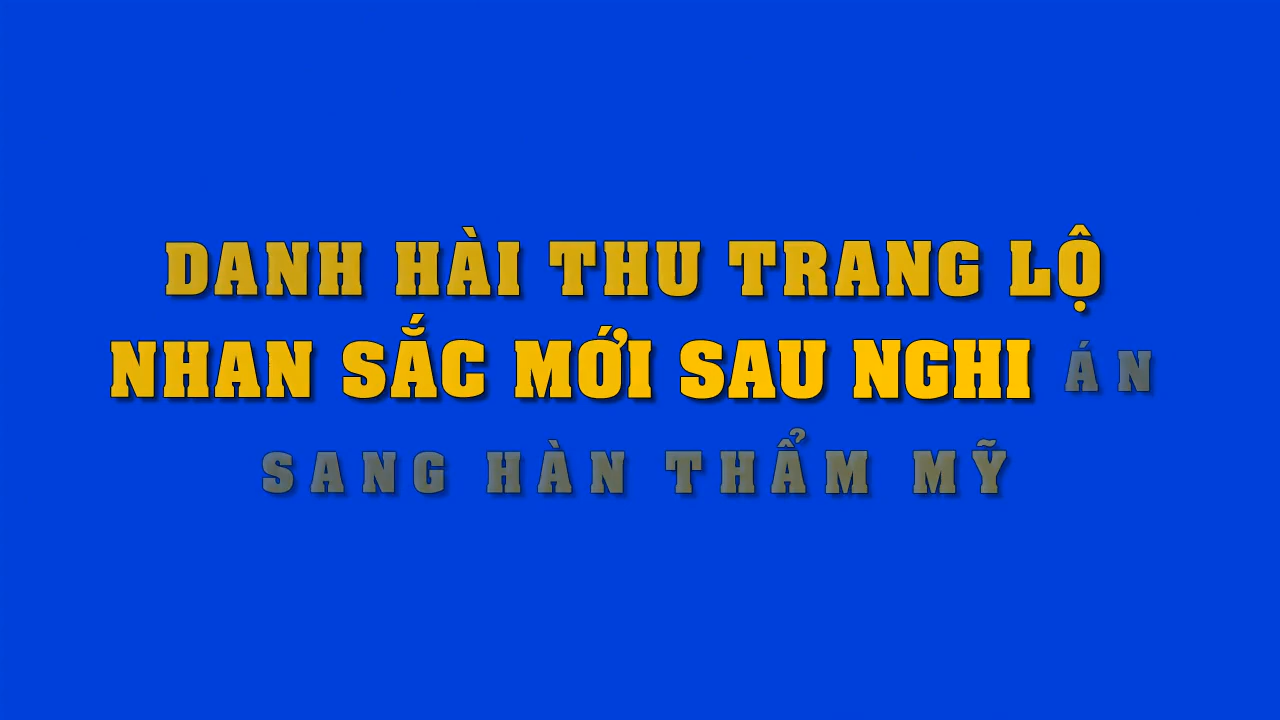 DANH HÀI THU TRANG LỘ
NHAN SẮC MỚI SAU NGHI ÁN
SANG HÀN THẨM MỸ